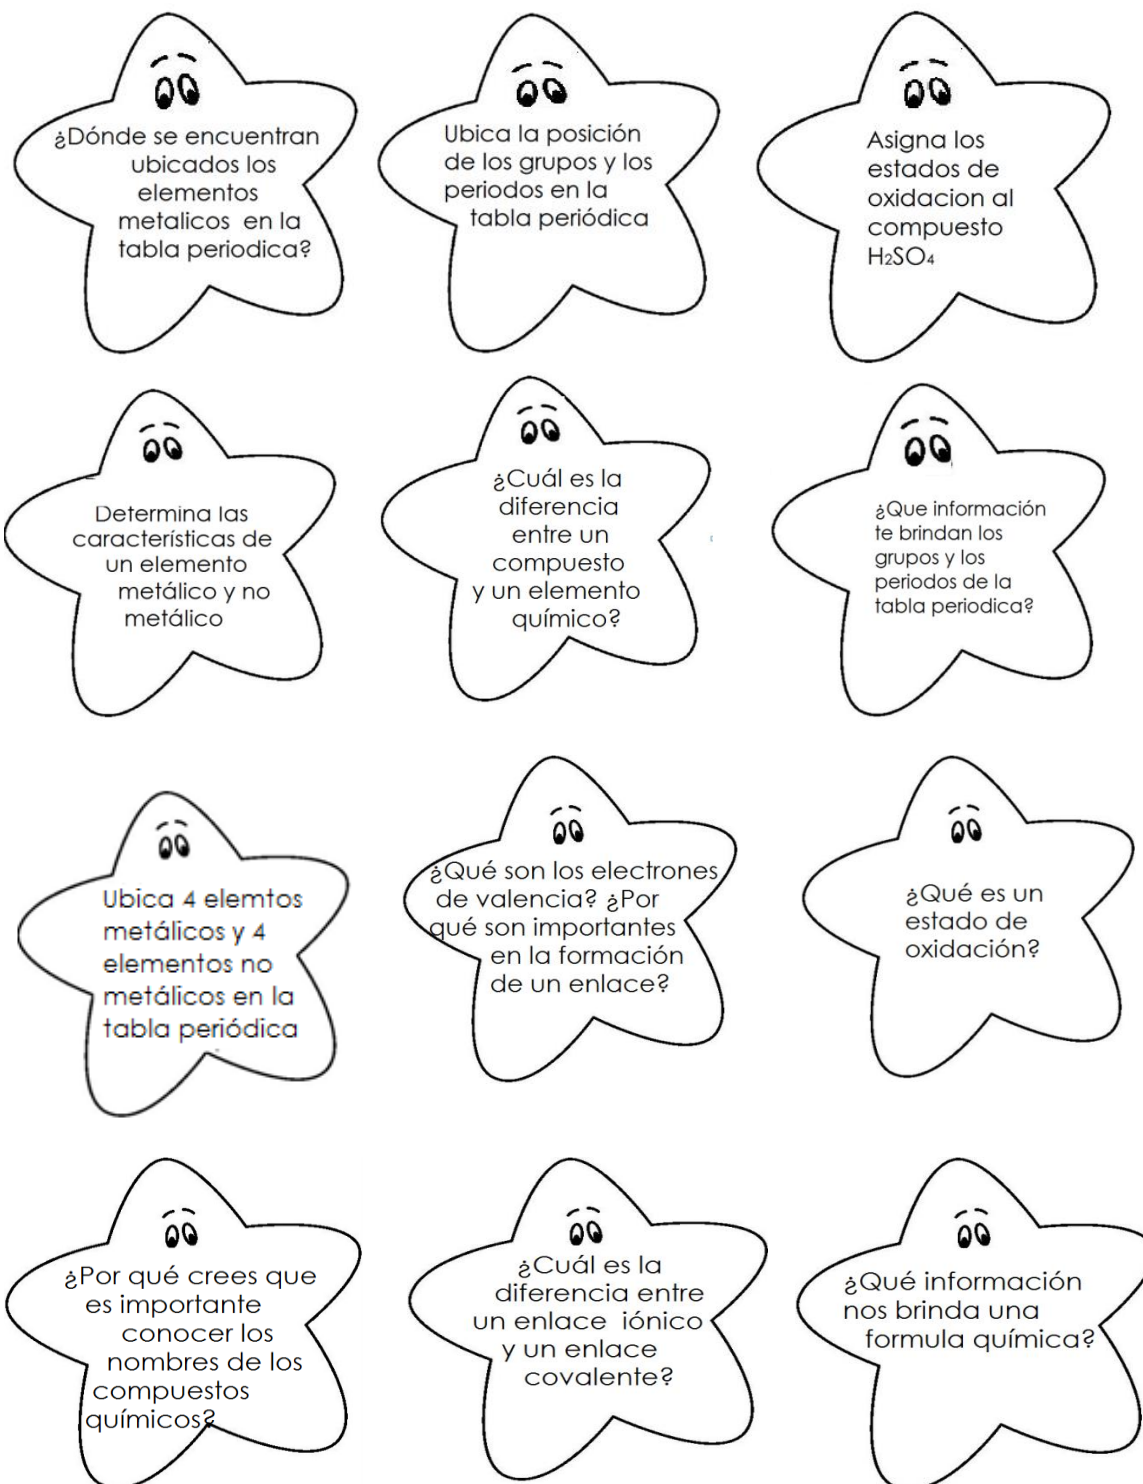 ¿Dónde se encuentran
ubicados los
elementos
metalicos en la
tabla periodica?
Ubica la posición
de los grupos y los
periodos en la
tabla periódica
Asigna los
estados de
oxidacion al
compuesto
H₂SO₄
Determina las
características de
un elemento
metálico y no
metálico
¿Cuál es la
diferencia
entre un
compuesto
y un elemento
químico?
¿Que información
te brindan los
grupos y los
periodos de la
tabla periodica?
Ubica 4 elemtos
metálicos y 4
elementos no
metálicos en la
tabla periódica
¿Qué son los electrones
de valencia? ¿Por
qué son importantes
en la formación
de un enlace?
¿Qué es un
estado de
oxidación?
¿Por qué crees que
es importante
conocer los
nombres de los
compuestos
químicos?
¿Cuál es la
diferencia entre
un enlace iónico
y un enlace
covalente?
¿Qué información
nos brinda una
formula química?